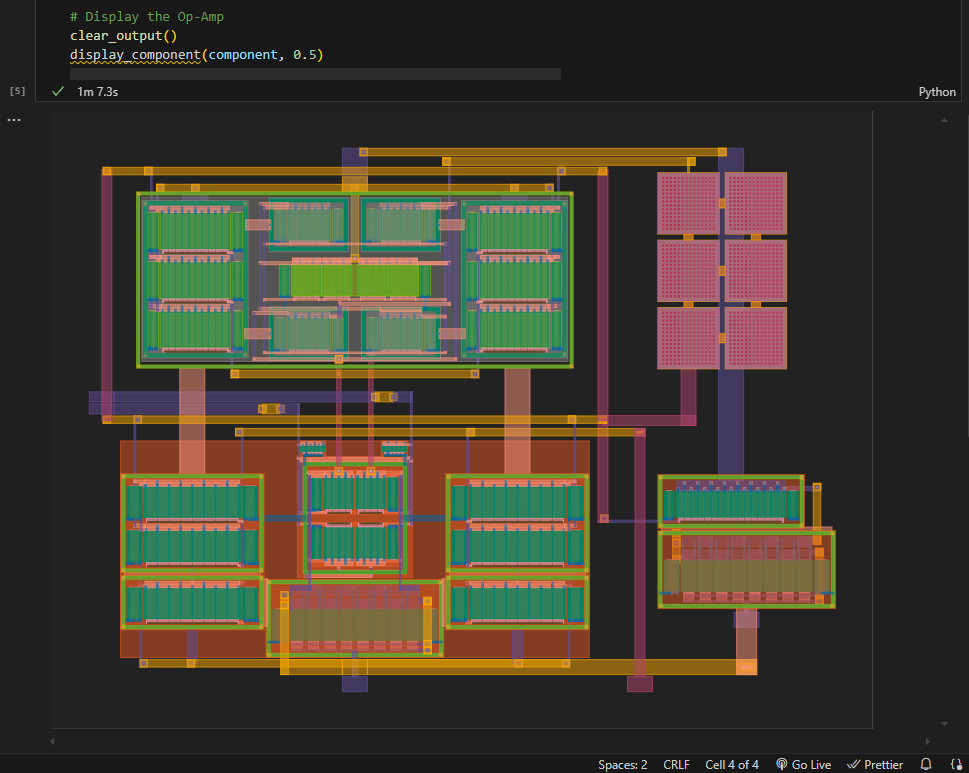 # Display the Op-Amp
clear_output()
display_component(component, 0.5)
[5]
1m 7.3s
Python
Spaces: 2 CRLF Cell 4 of 4 Go Live Prettier